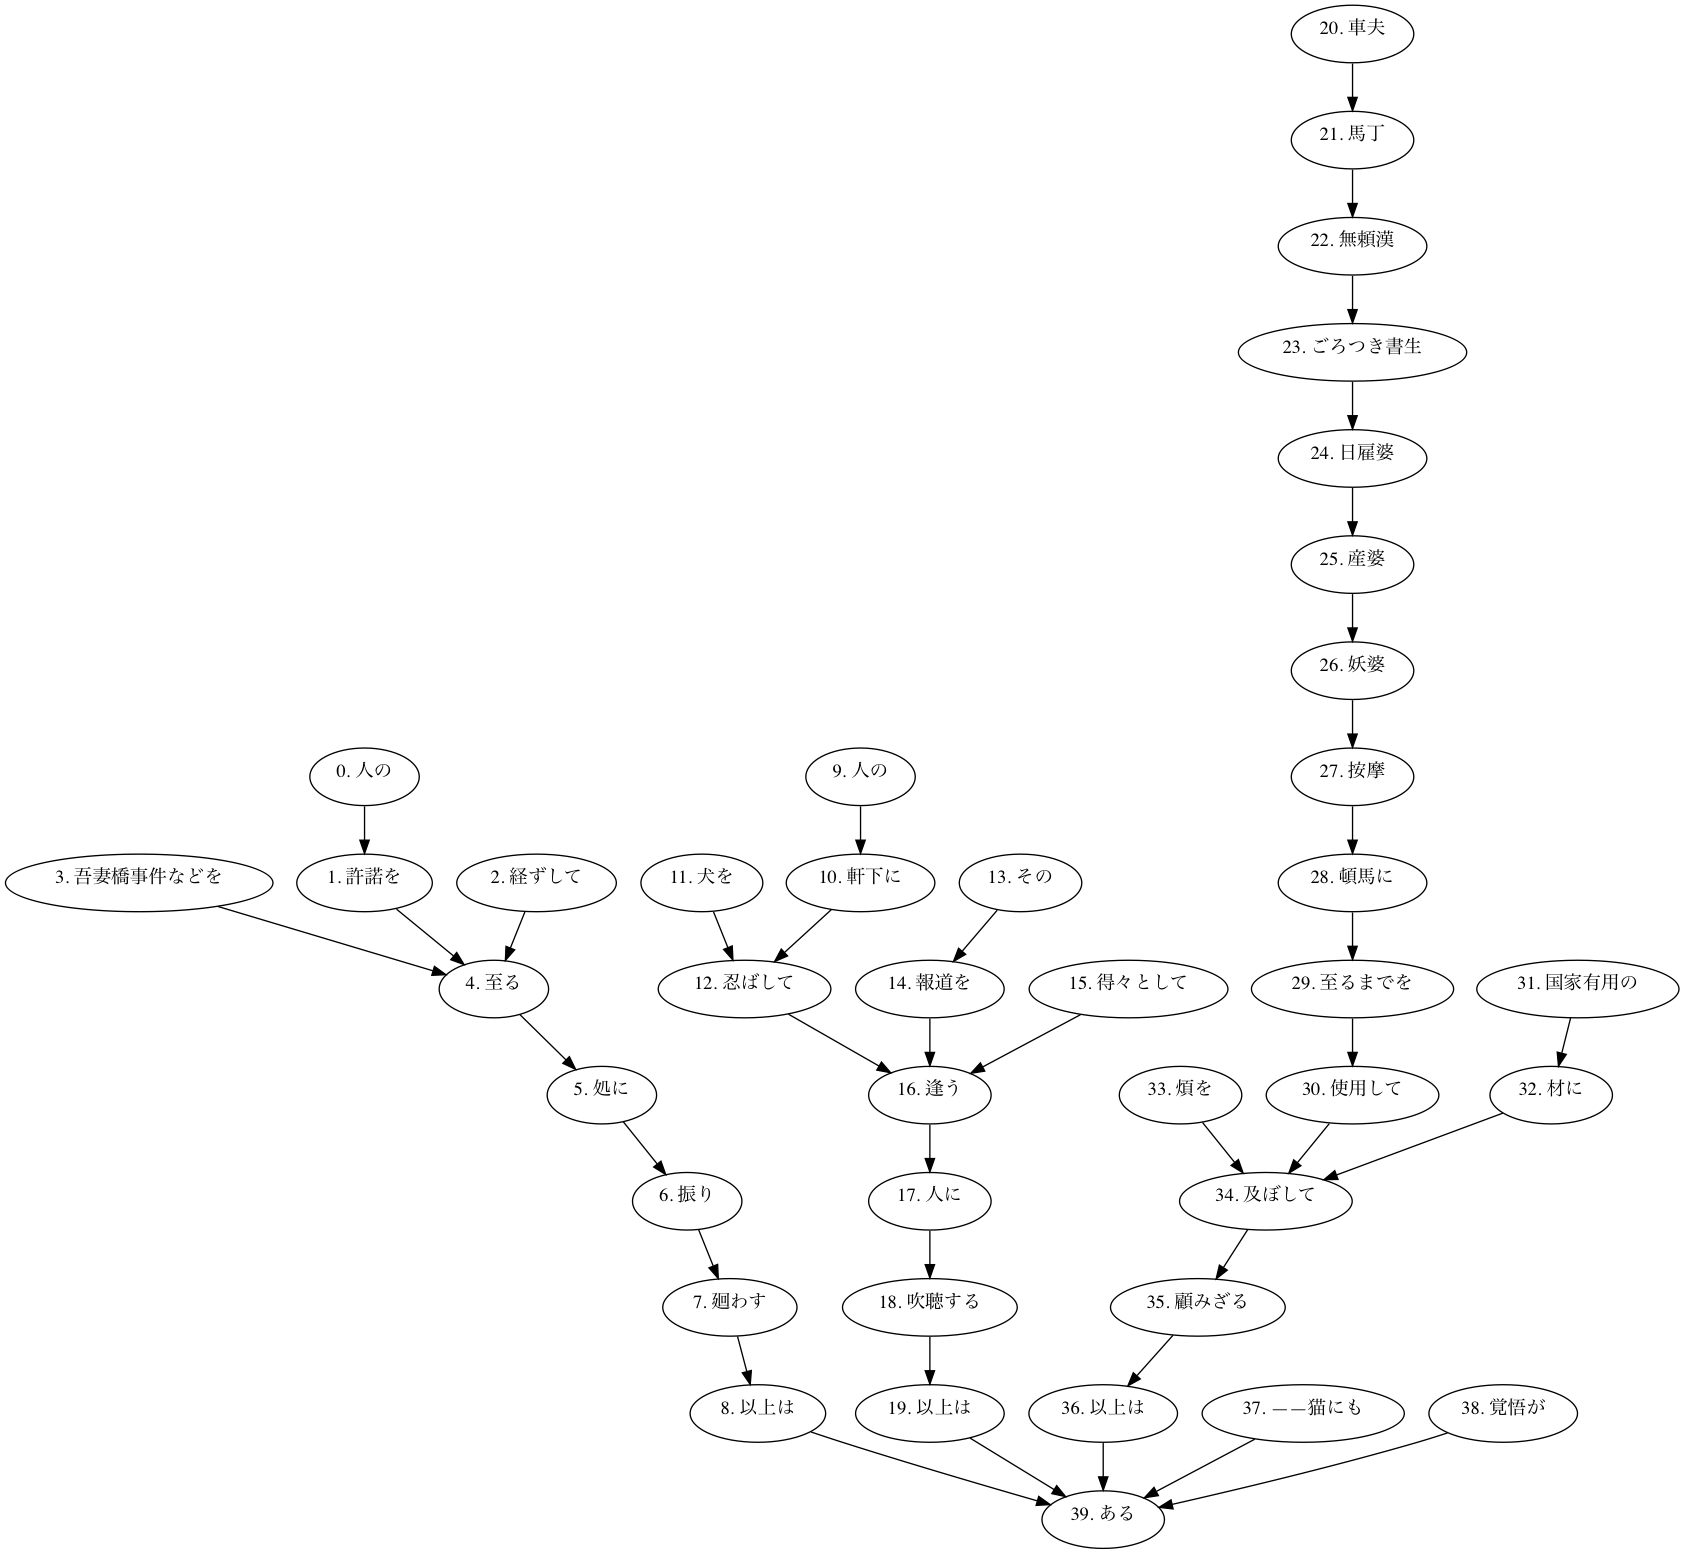 20. 車夫
21. 馬丁
22. 無頼漢
23. ごろつき書生
24. 日雇婆
25. 産婆
26. 妖婆
0. 人の
9. 人の
27. 按摩
3. 吾妻橋事件などを
1. 許諾を
2. 経ずして
11. 犬を
10. 軒下に
13. その
28. 頓馬に
4. 至る
12. 忍ばして
14. 報道を
15. 得々として
29. 至るまでを
31. 国家有用の
5. 処に
16. 逢う
33. 煩を
30. 使用して
32. 材に
6. 振り
17. 人に
34. 及ぼして
7. 廻わす
18. 吹聴する
35. 顧みざる
8. 以上は
19. 以上は
36. 以上は
37. ——猫にも
38. 覚悟が
39. ある